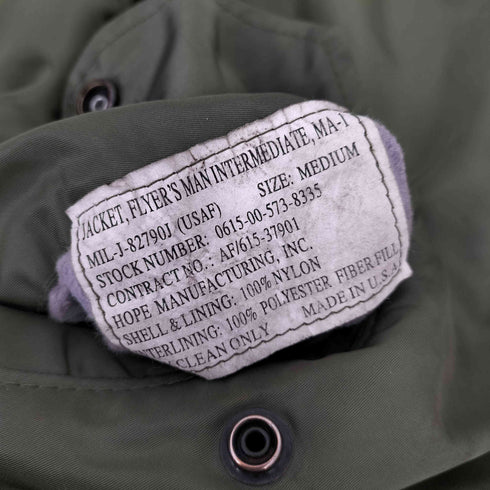 JACKET, FLYER'S MAN INTERMEDIATE, MA-1
MIL-J-82790J (USAF) SIZE: MEDIUM
STOCK NUMBER: 0615-00-573-8335
CONTRACT NO.: AF/615-37901
HOPE MANUFACTURING, INC.
SHELL & LINING: 100% NYLON
INTERLINING: 100% POLYESTER FIBER FILL
CLEAN ONLY MADE IN U.S.A.